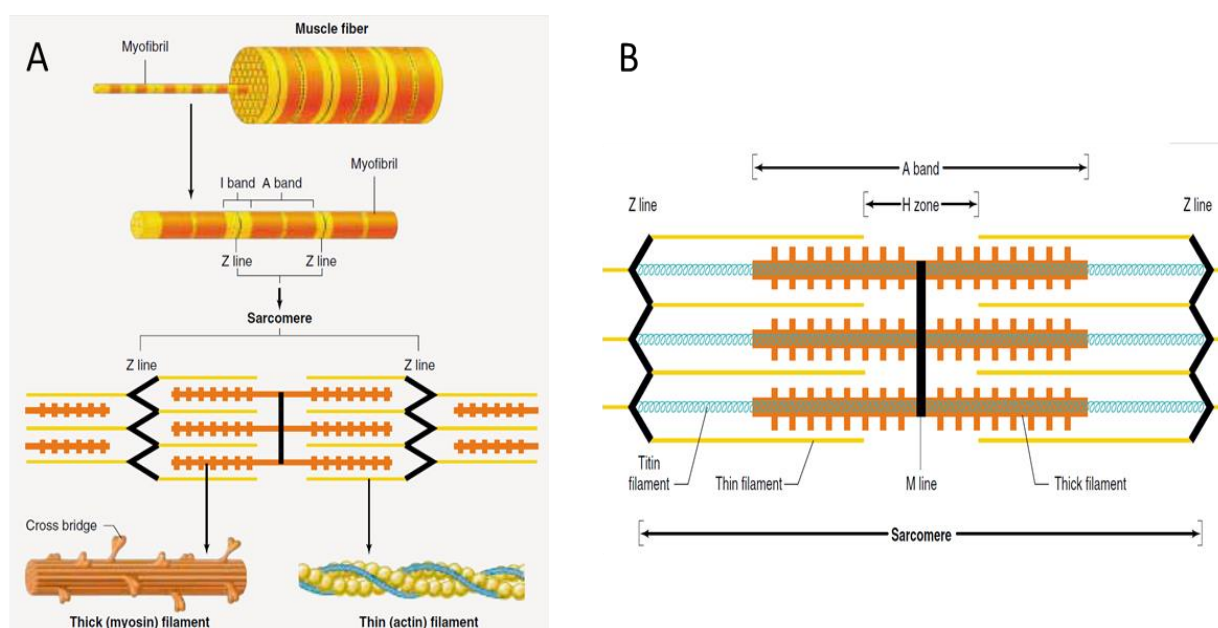 A
Muscle fiber
Myofibril
Myofibril
I band A band
Z line Z line
Sarcomere
Z line Z line
Cross bridge
Thick (myosin) filament
Thin (actin) filament
B
A band
H zone
Z line Z line
Titin
filament
Thin filament
M line
Thick filament
Sarcomere